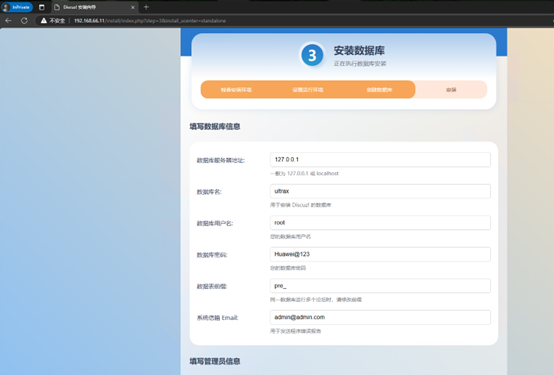 InPrivate
Discuz! 安装向导
不安全
192.168.66.11/install/index.php?step=3&install_ucenter=standalone
3
安装数据库
正在执行数据库安装
检查安装环境
设置运行环境
创建数据库
安装
填写数据库信息
数据库服务器地址:
127.0.0.1
一般为 127.0.0.1 或 localhost
数据库名:
ultrax
用于安装 Discuz! 的数据库
数据库用户名:
root
您的数据库用户名
数据库密码:
Huawei@123
您的数据库密码
数据表前缀:
pre_
同一数据库运行多个论坛时，请修改前缀
系统信箱 Email:
admin@admin.com
用于发送程序错误报告
填写管理员信息